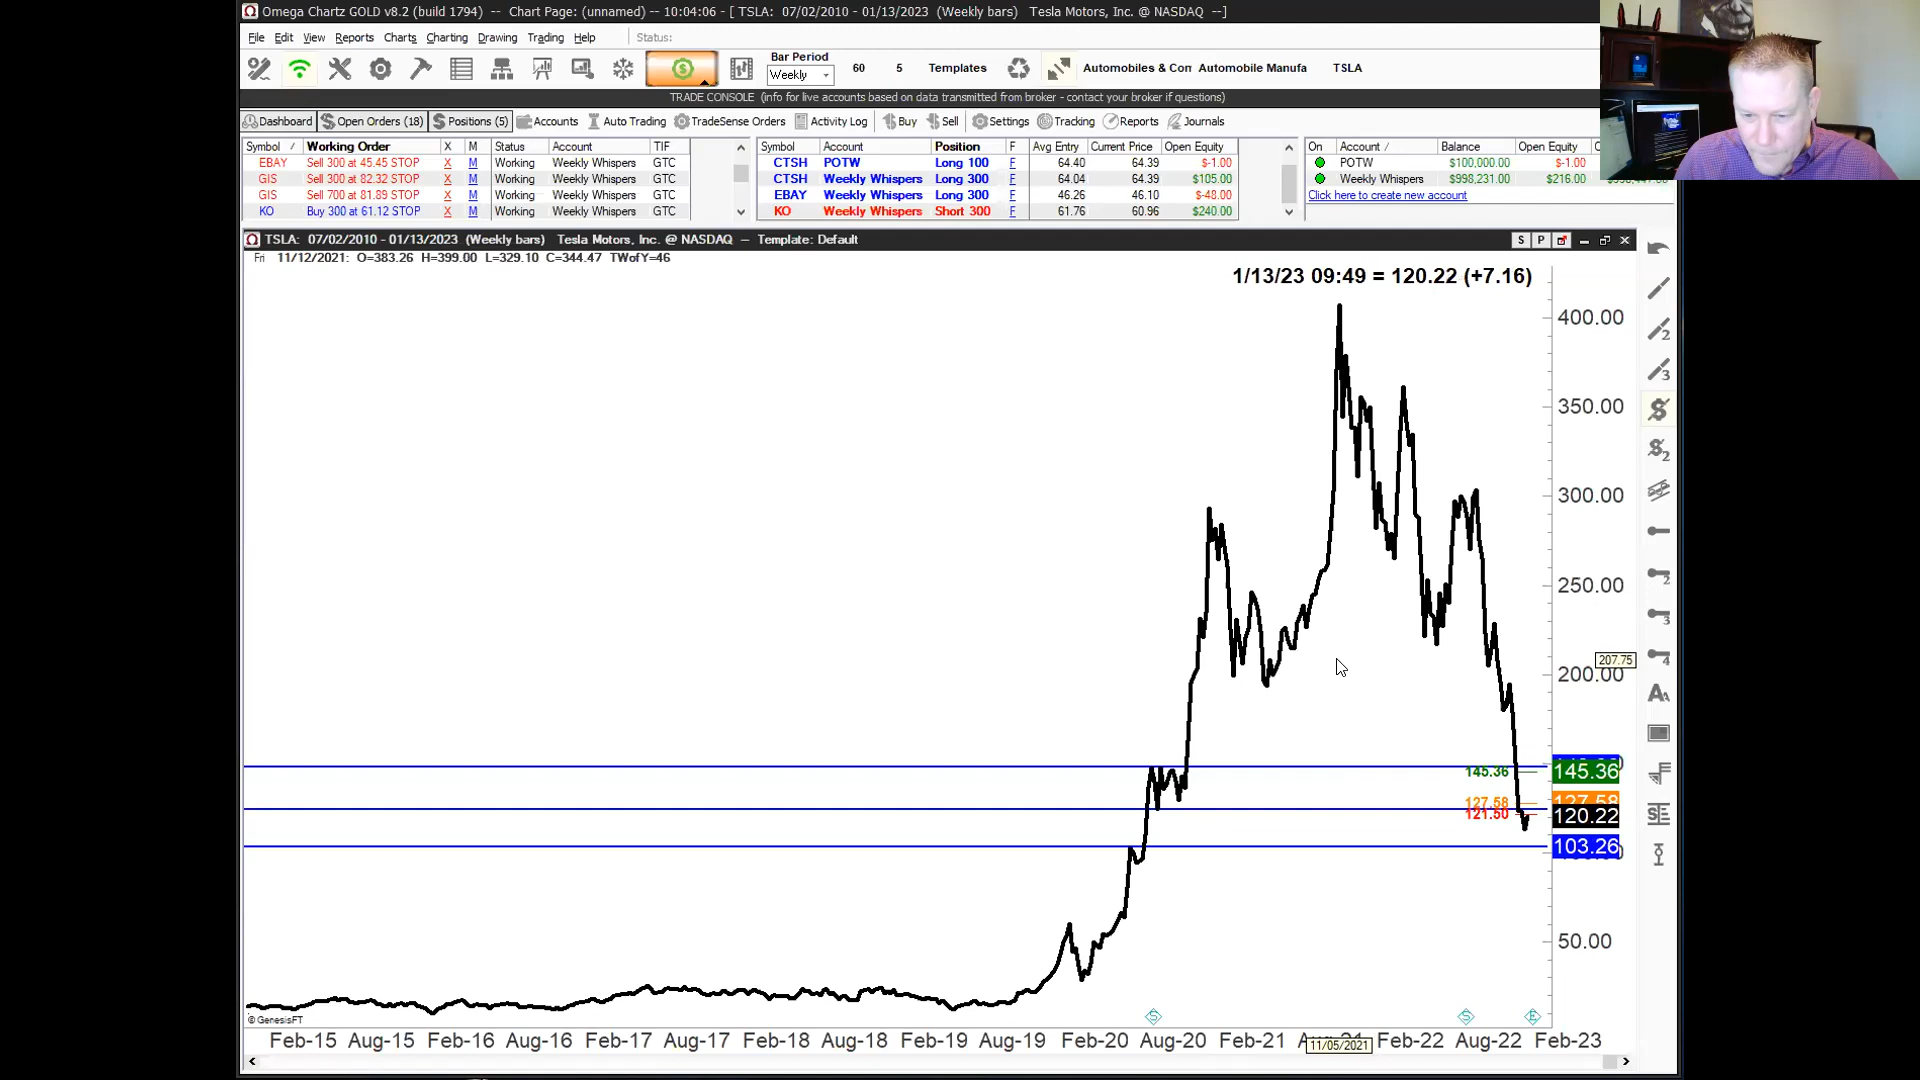 Omega Chartz GOLD v8.2 (build 1794) -- Chart Page: (unnamed) -- 10:04:06 - [ TSLA: 07/02/2010 - 01/13/2023 (Weekly bars) Tesla Motors, Inc. @ NASDAQ --]
File Edit View Reports Charts Charting Drawing Trading Help Status:
Bar Period
Weekly 60 5 Templates Automobiles & Con Automobile Manufa TSLA
TRADE CONSOLE (info for live accounts based on data transmitted from broker - contact your broker if questions)
Dashboard Open Orders (18) Positions (5) Accounts Auto Trading TradeSense Orders Activity Log Buy Sell Settings Tracking Reports Journals
Symbol / Working Order X M Status Account TIF
EBAY Sell 300 at 45.45 STOP X M Working Weekly Whispers GTC
GIS Sell 300 at 82.32 STOP X M Working Weekly Whispers GTC
GIS Sell 700 at 81.89 STOP X M Working Weekly Whispers GTC
KO Buy 300 at 61.12 STOP X M Working Weekly Whispers GTC
Symbol Account Position F Avg Entry Current Price Open Equity
CTSH POTW Long 100 F 64.40 64.39 $-1.00
CTSH Weekly Whispers Long 300 F 64.04 64.39 $105.00
EBAY Weekly Whispers Long 300 F 46.26 46.10 $-48.00
KO Weekly Whispers Short 300 F 61.76 60.96 $240.00
On Account / Balance Open Equity
POTW $100,000.00 $-1.00
Weekly Whispers $998,231.00 $216.00
Click here to create new account
TSLA: 07/02/2010 - 01/13/2023 (Weekly bars) Tesla Motors, Inc. @ NASDAQ -- Template: Default
S P
Fri 11/12/2021: O=383.26 H=399.00 L=329.10 C=344.47 TWofY=46
1/13/23 09:49 = 120.22 (+7.16)
400.00
350.00
300.00
250.00
207.75
200.00
145.36 145.36
127.58 127.58
121.50 120.22
103.26
50.00
© GenesisFT
S S E
Feb-15 Aug-15 Feb-16 Aug-16 Feb-17 Aug-17 Feb-18 Aug-18 Feb-19 Aug-19 Feb-20 Aug-20 Feb-21 11/05/2021 Feb-22 Aug-22 Feb-23